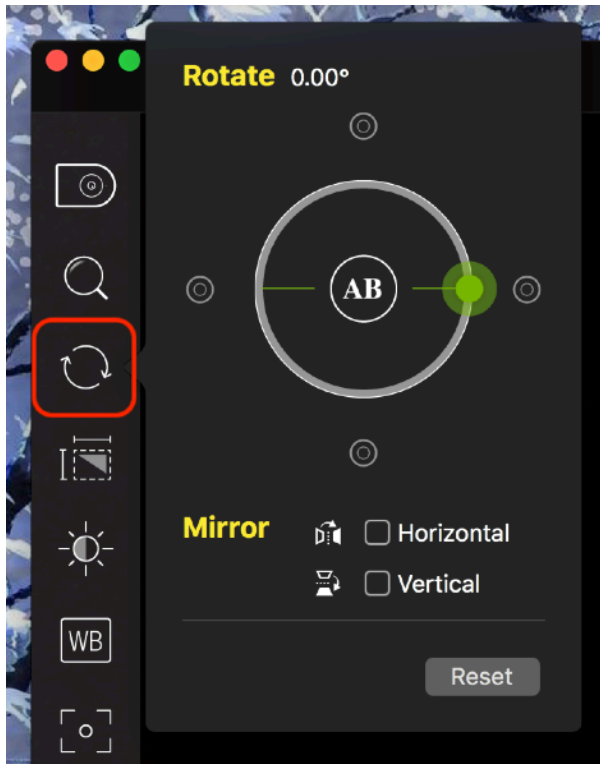 Rotate 0.00°
Q
AB
Mirror
Horizontal
Vertical
WB
Reset